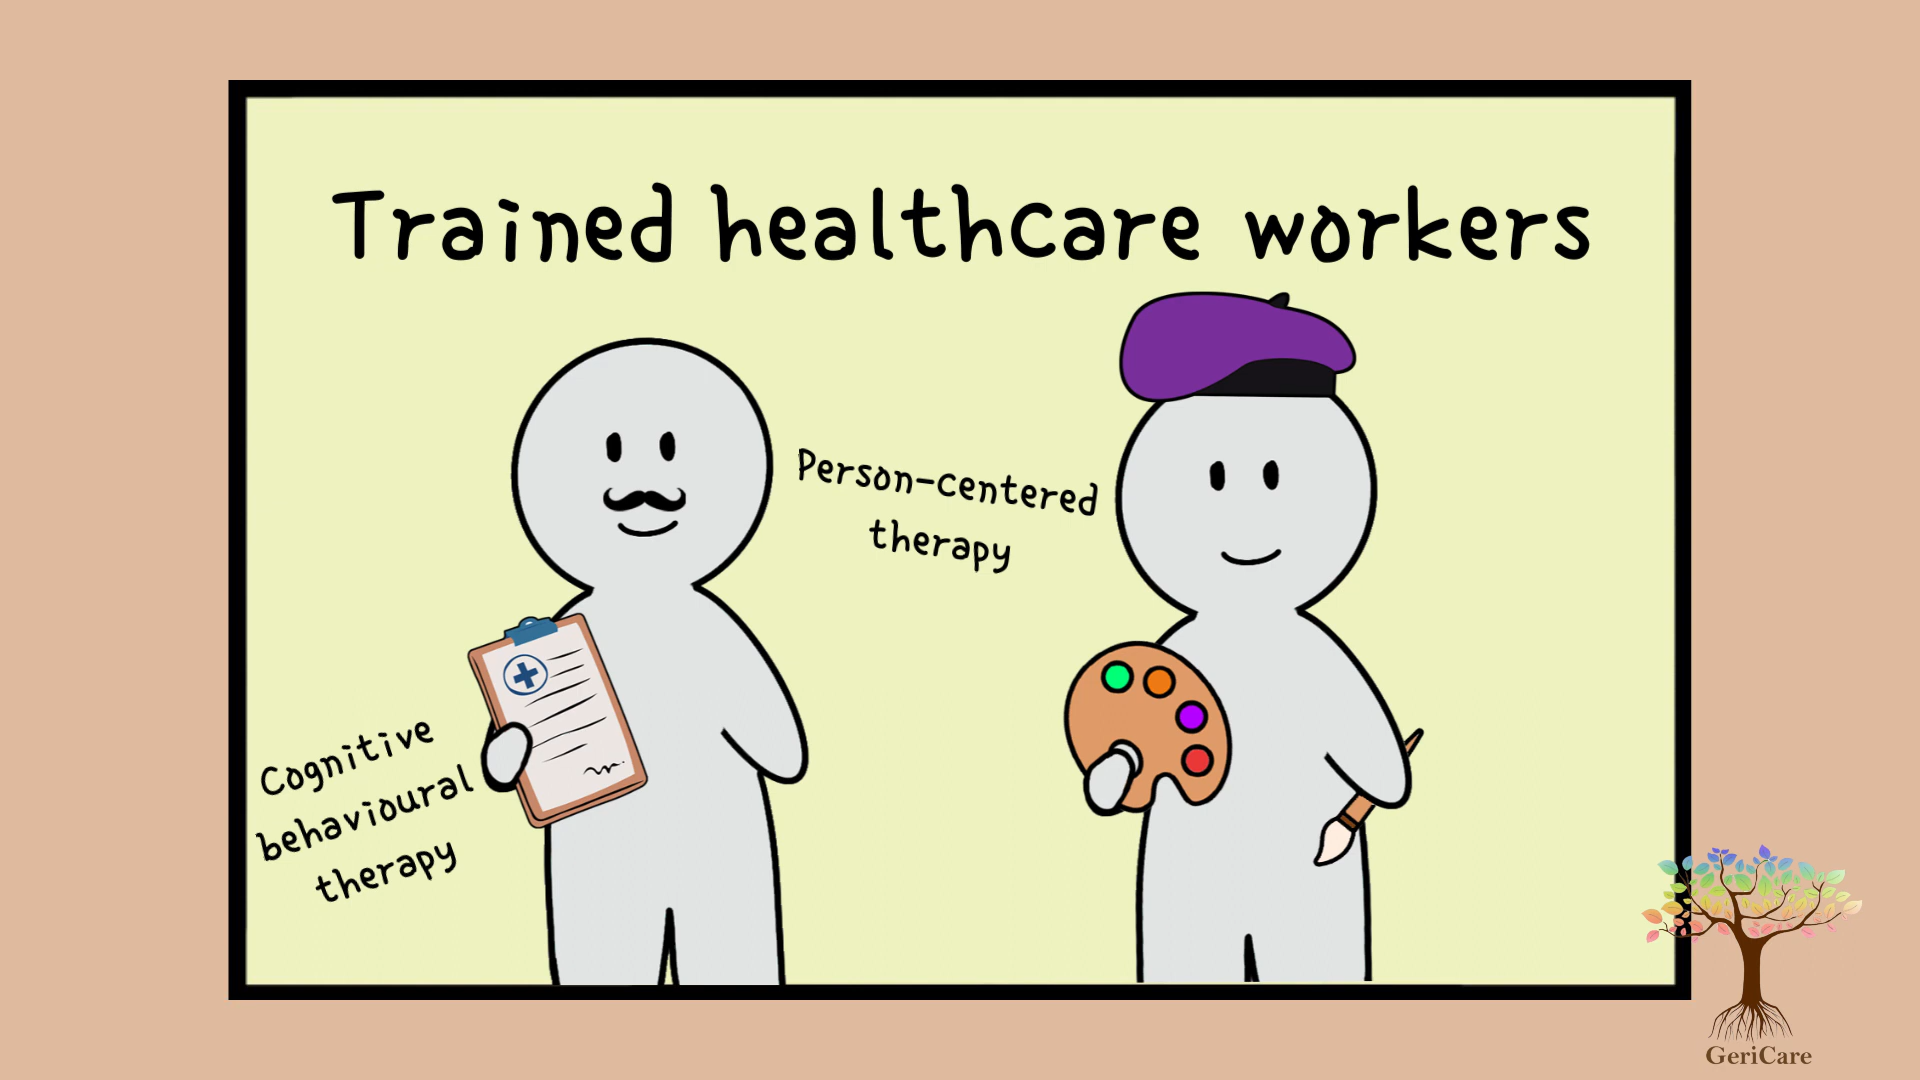 Trained healthcare workers
Person-centered
therapy
Cognitive
behavioural
therapy
GeriCare